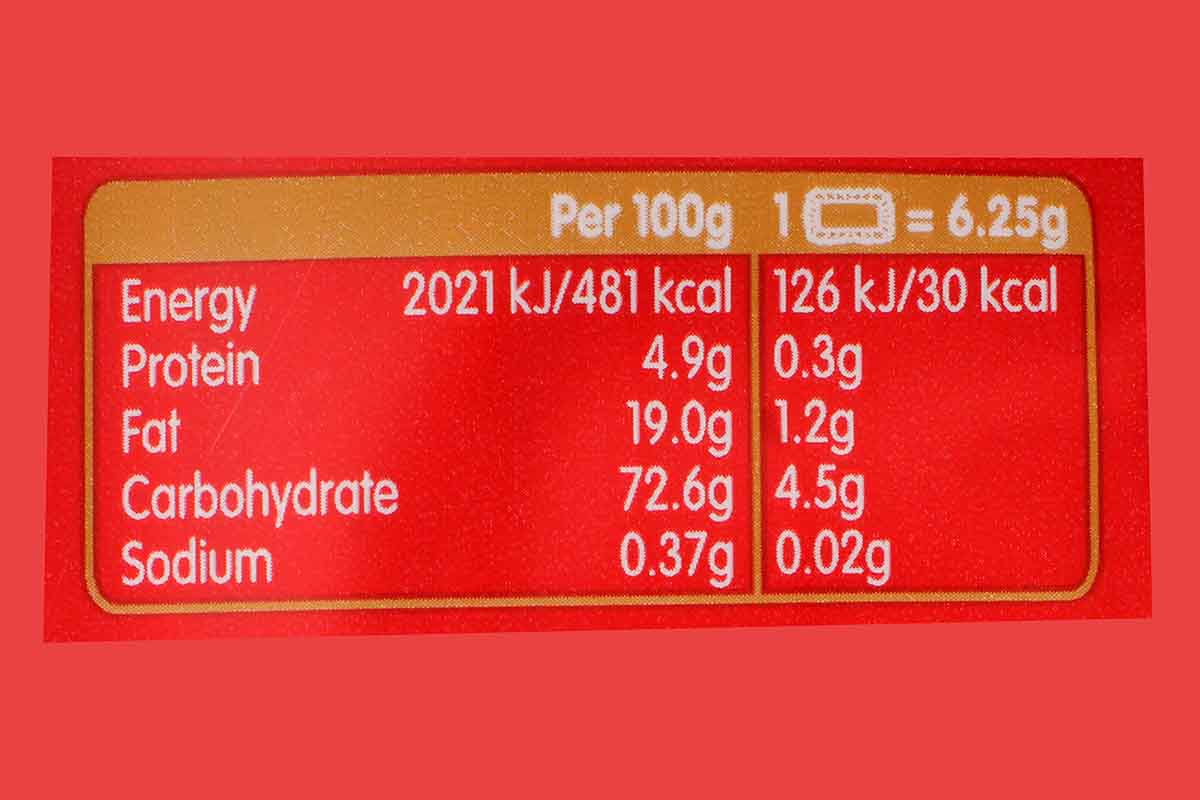 Per 100g 1 = 6.25g
Energy 2021 kJ/481 kcal 126 kJ/30 kcal
Protein 4.9g 0.3g
Fat 19.0g 1.2g
Carbohydrate 72.6g 4.5g
Sodium 0.37g 0.02g